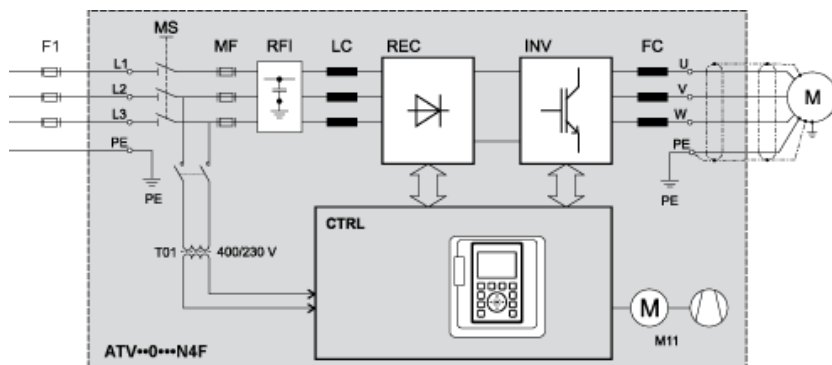 F1
MS
MF
RFI
LC
REC
INV
FC
L1
L2
L3
PE
PE
U
V
W
PE
PE
M
T01
400/230 V
CTRL
M
M11
ATV••0•••N4F